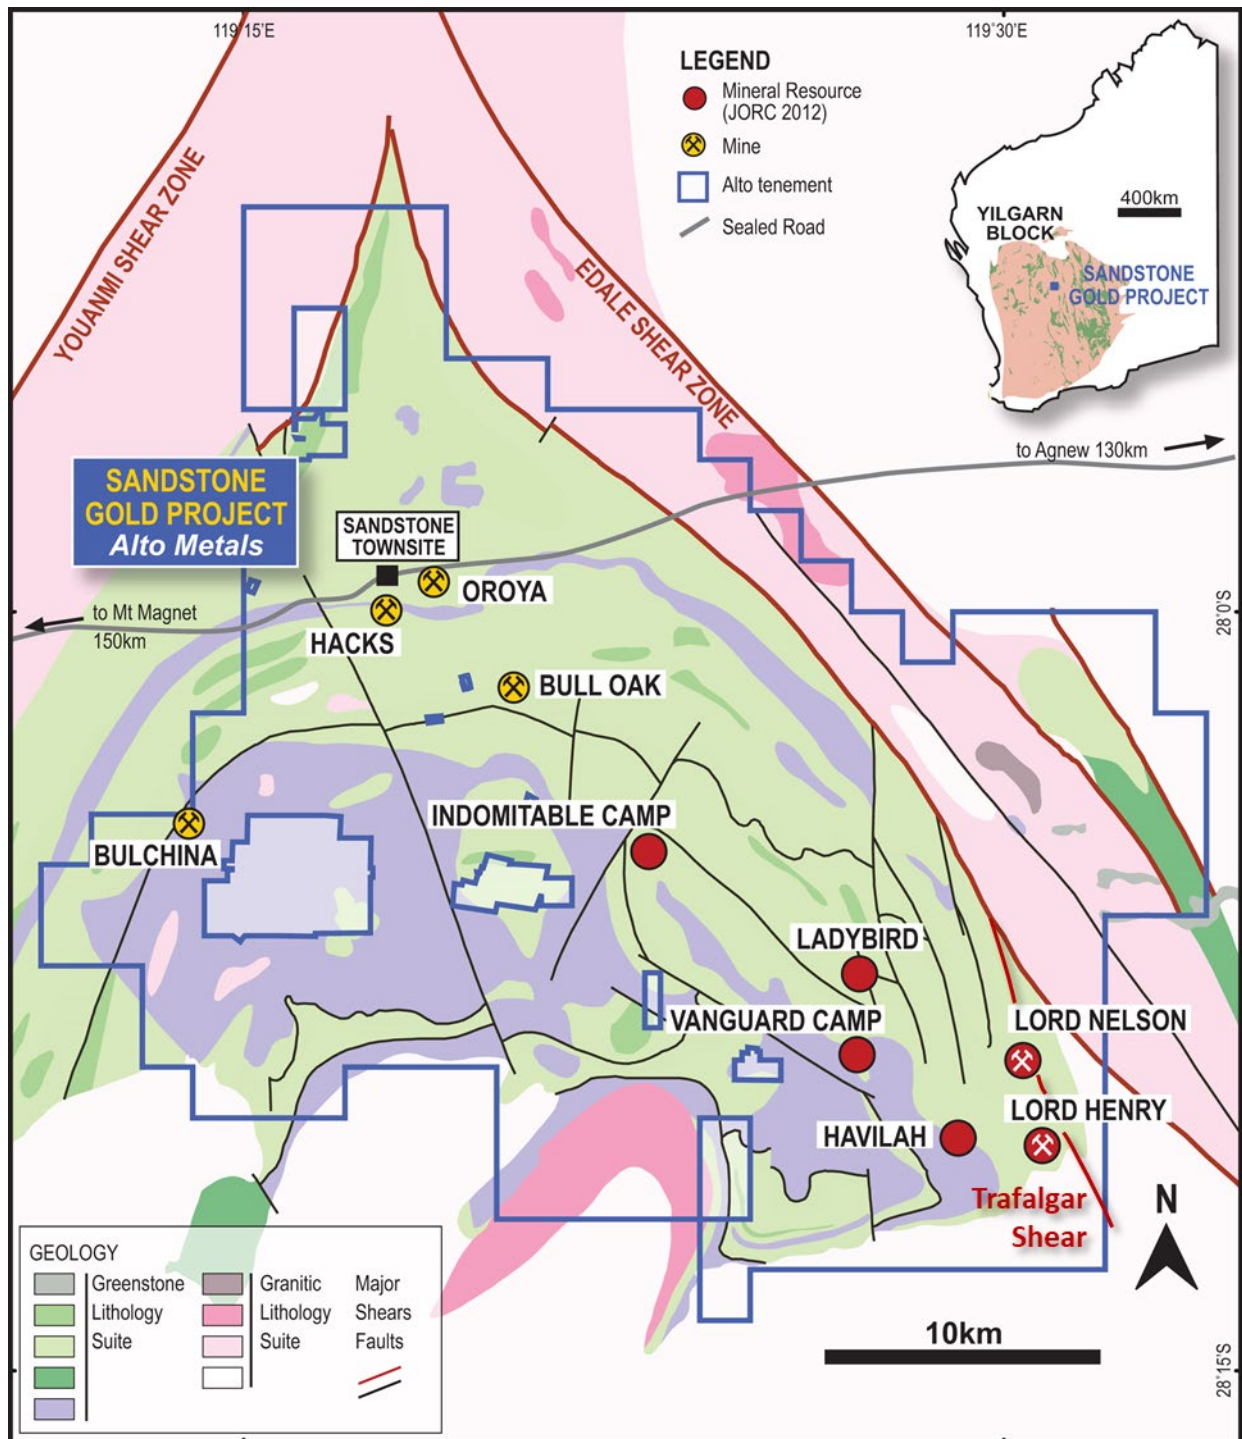 119°15'E
119°30'E
LEGEND
Mineral Resource
(JORC 2012)
Mine
Alto tenement
Sealed Road
400km
YILGARN
BLOCK
SANDSTONE
GOLD PROJECT
YOUANMI SHEAR ZONE
EDALE SHEAR ZONE
to Agnew 130km
SANDSTONE
GOLD PROJECT
Alto Metals
SANDSTONE
TOWNSITE
OROYA
to Mt Magnet
150km
HACKS
28°0'S
BULL OAK
INDOMITABLE CAMP
BULCHINA
LADYBIRD
VANGUARD CAMP
LORD NELSON
LORD HENRY
HAVILAH
Trafalgar
Shear
N
GEOLOGY
Greenstone
Lithology
Suite
Granitic
Lithology
Suite
Major
Shears
Faults
10km
28°15'S